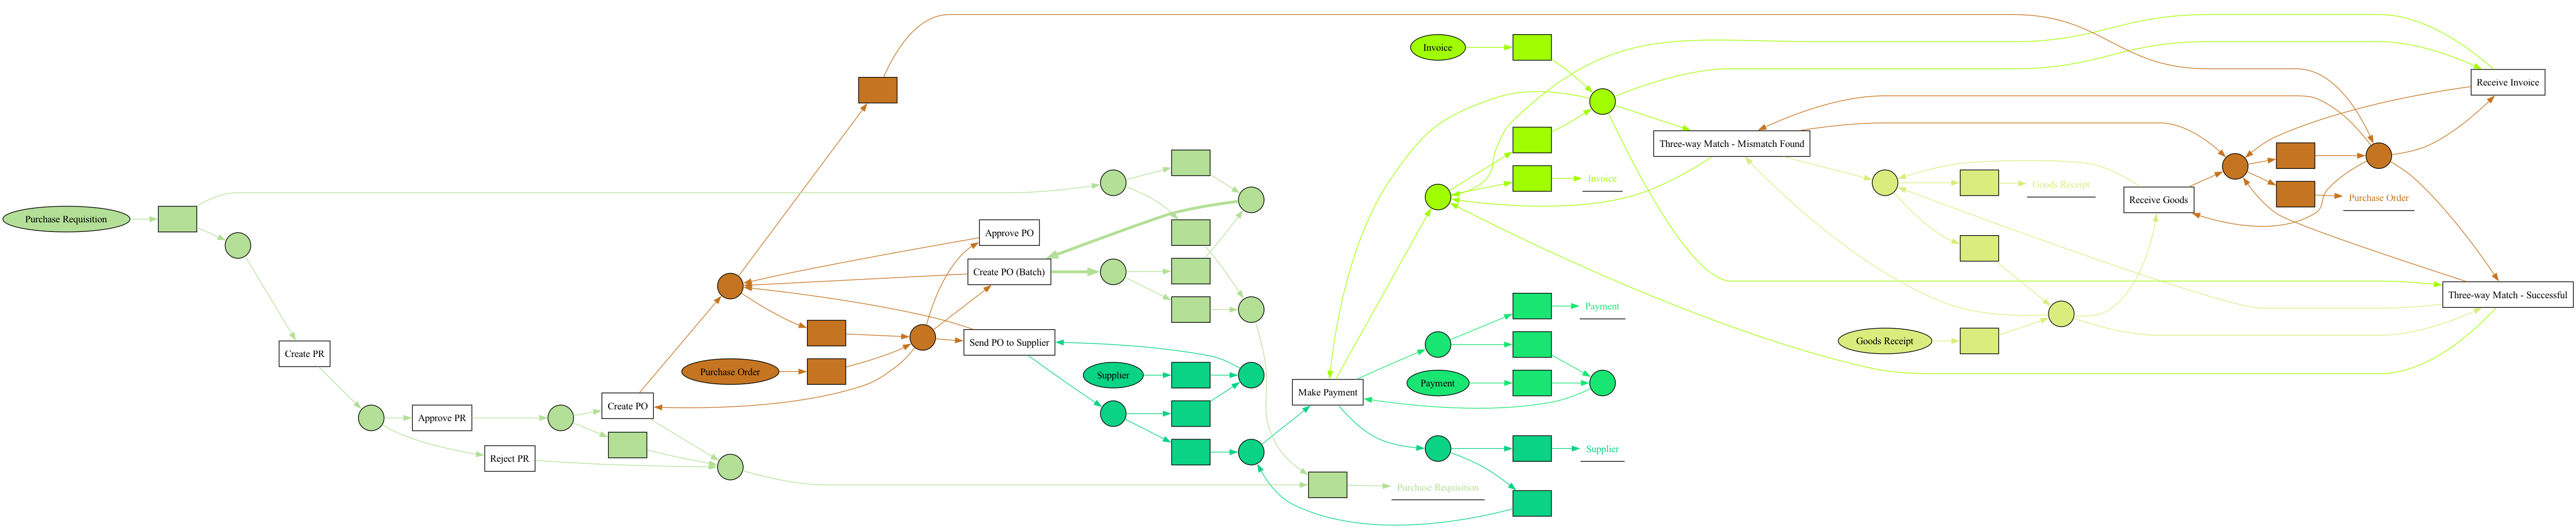 Purchase Requisition
Create PR
Approve PR
Reject PR
Create PO
Purchase Order
Approve PO
Create PO (Batch)
Send PO to Supplier
Supplier
Make Payment
Purchase Requisition
Invoice
Payment
Invoice
Payment
Supplier
Three-way Match - Mismatch Found
Goods Receipt
Goods Receipt
Receive Goods
Purchase Order
Receive Invoice
Three-way Match - Successful